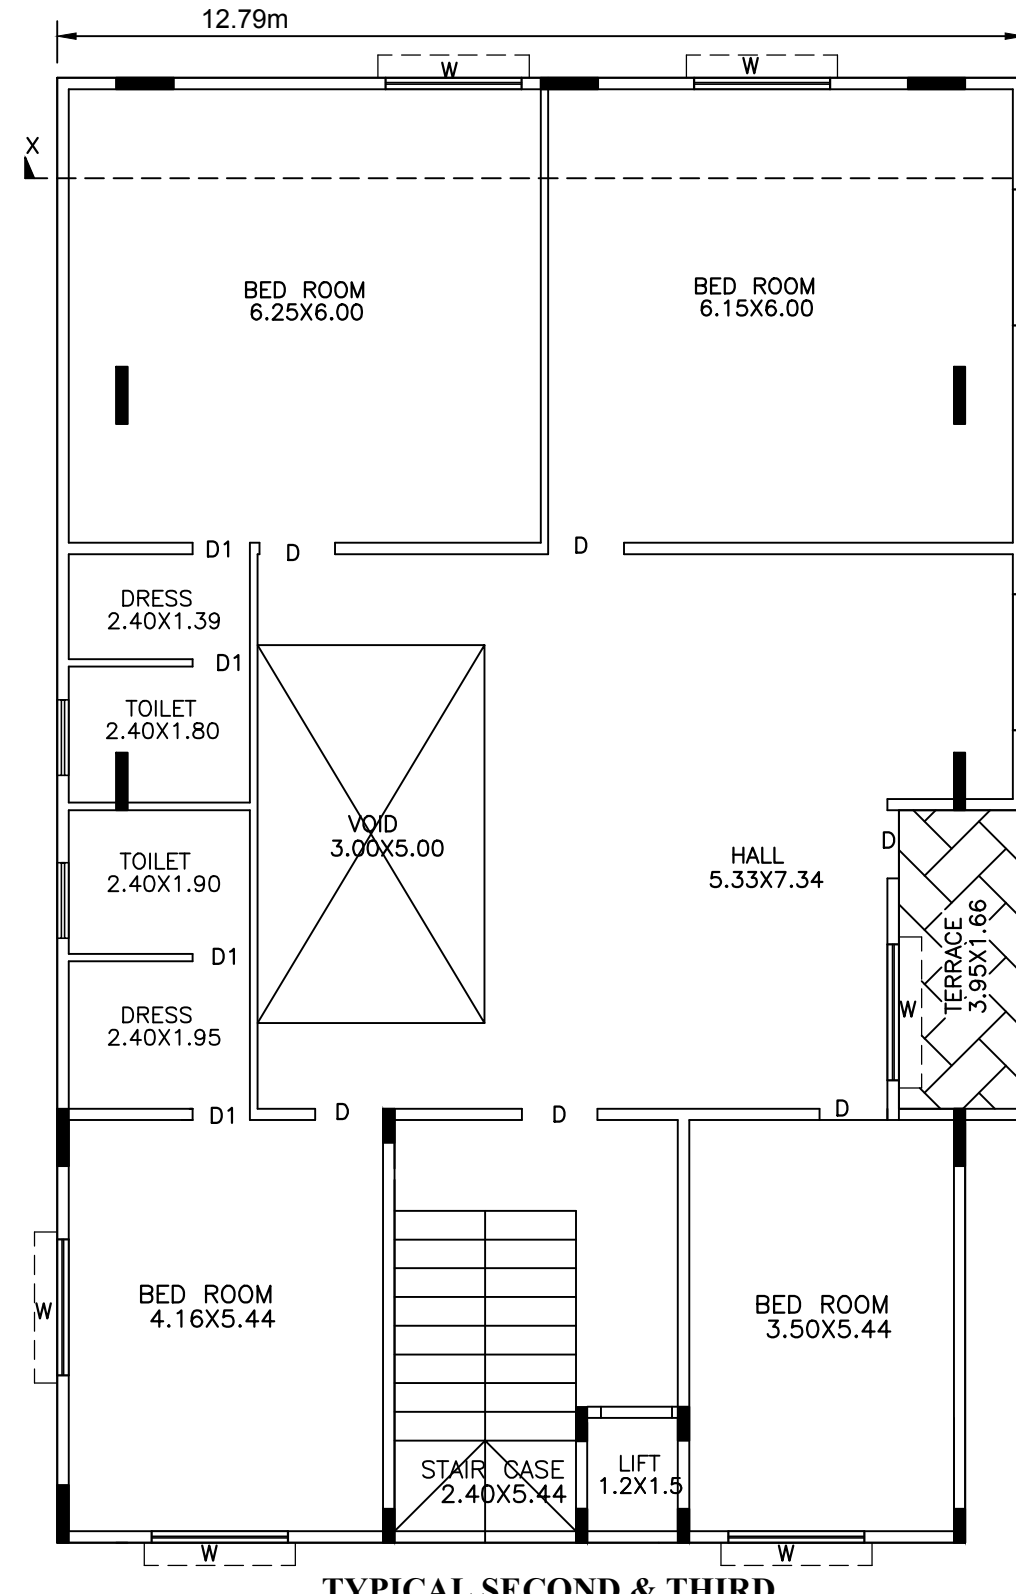 12.79m
W
W
X
BED ROOM
6.25X6.00
BED ROOM
6.15X6.00
D1
D
D
DRESS
2.40X1.39
D1
TOILET
2.40X1.80
VOID
3.00X5.00
D
HALL
5.33X7.34
TOILET
2.40X1.90
TERRACE
3.95X1.66
D1
W
DRESS
2.40X1.95
D1
D
D
D
BED ROOM
4.16X5.44
W
BED ROOM
3.50X5.44
STAIR CASE
2.40X5.44
LIFT
1.2X1.5
W
W
TYPICAL SECOND & THIRD